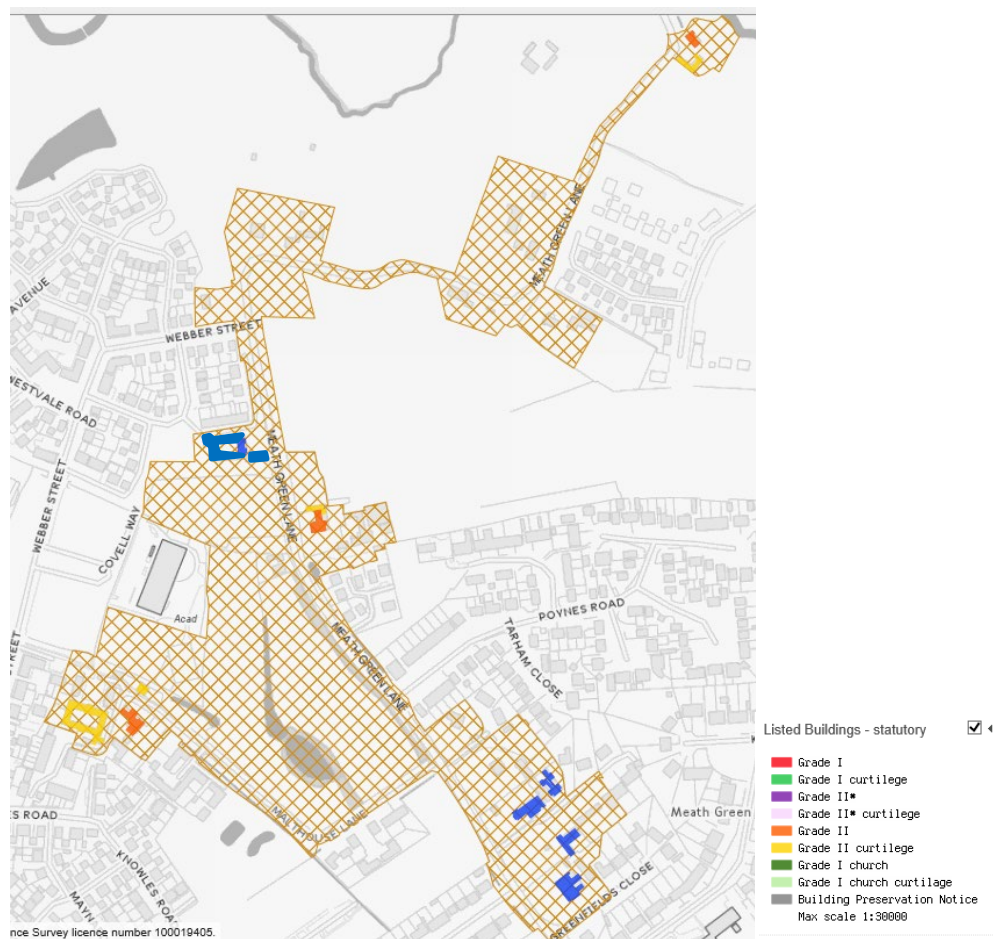 AVENUE
MEATH GREEN LANE
WEBBER STREET
WESTVALE ROAD
MEATH GREEN LANE
WEBBER STREET
COVELL WAY
POYNES ROAD
Acad
TARHAM CLOSE
MEATH GREEN LANE
STREET
Listed Buildings - statutory
Grade I
Grade I curtilege
Grade II*
Grade II* curtilege
Grade II
Grade II curtilege
Grade I church
Grade I church curtilage
Building Preservation Notice
Max scale 1:30000
Meath Green
ES ROAD
MALTHOUSE LANE
KNOWLES ROAD
MAYN
GREENFIELDS CLOSE
nce Survey licence number 100019405.